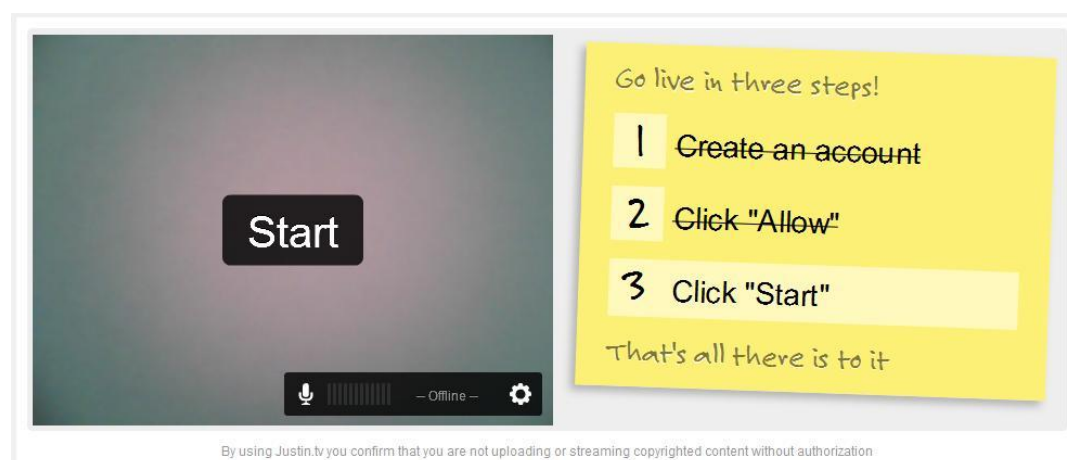 Start
– Offline –
Go live in three steps!
1 Create an account
2 Click "Allow"
3 Click "Start"
That's all there is to it
By using Justin.tv you confirm that you are not uploading or streaming copyrighted content without authorization